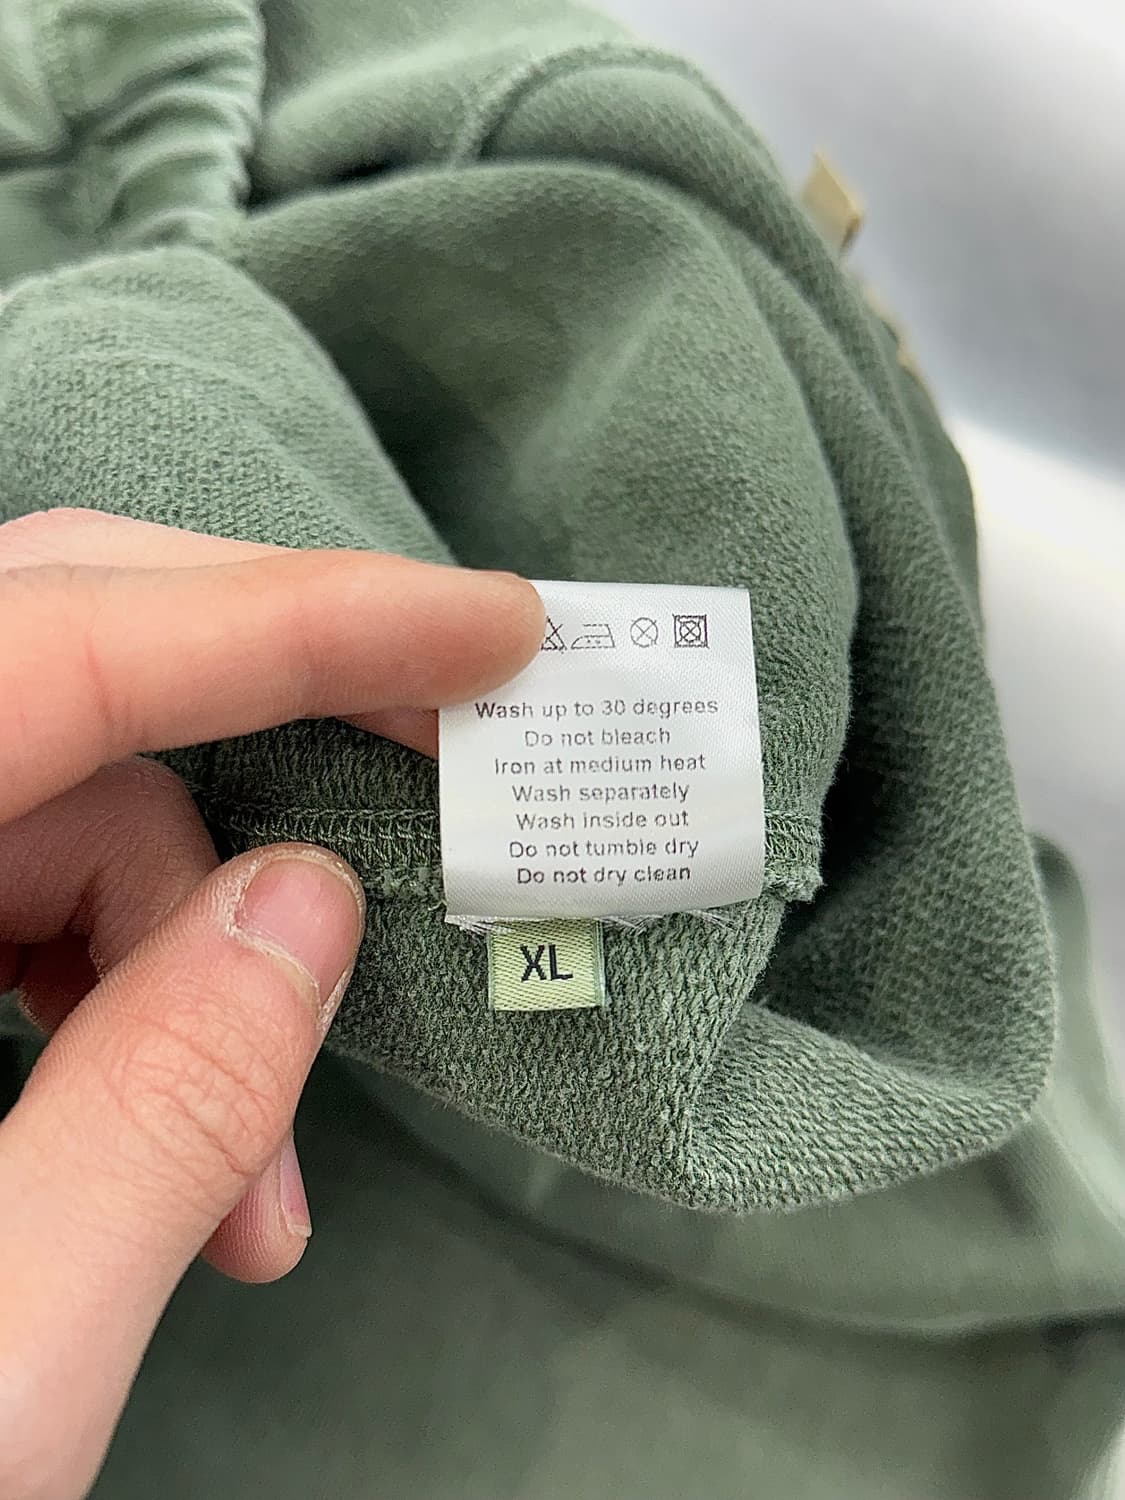 Wash up to 30 degrees
Do not bleach
Iron at medium heat
Wash separately
Wash inside out
Do not tumble dry
Do not dry clean
XL